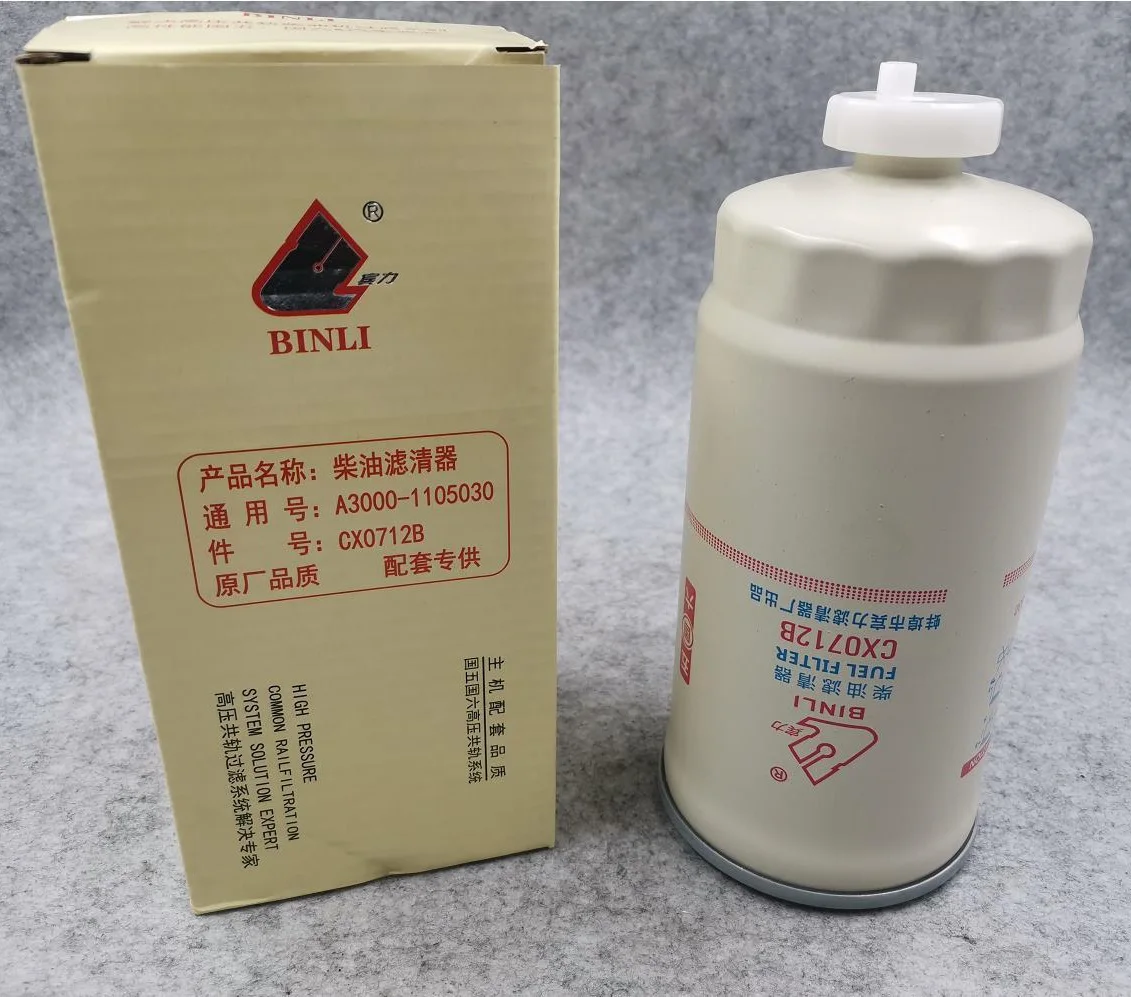 BINLI
®
宾力
BINLI
产品名称：柴油滤清器
通用号：A3000-1105030
件号：CX0712B
原厂品质 配套专供
主机配套品质
国五国六高压共轨系统
HIGH PRESSURE
COMMON RAILFILTRATION
SYSTEM SOLUTION EXPERT
高压共轨过滤系统解决专家
®
宾力
BINLI
柴油滤清器
FUEL FILTER
CX0712B
蚌埠市宾力滤清器厂出品